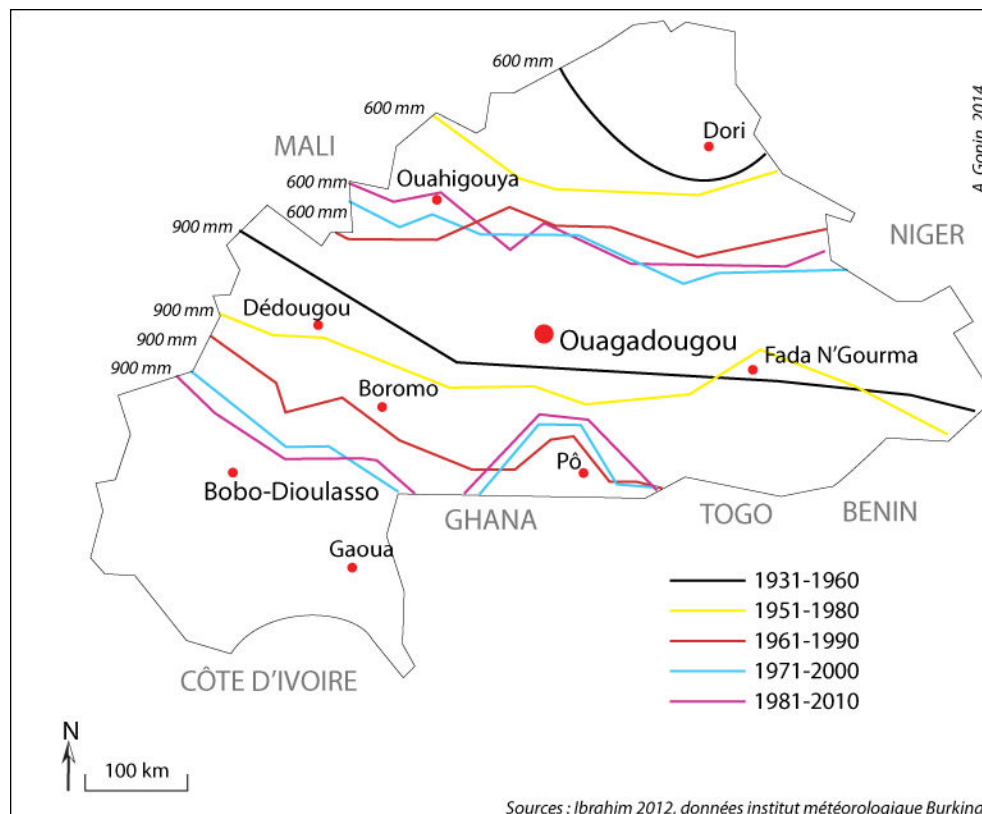 600 mm
600 mm
Dori
A. Gonin, 2014
MALI
600 mm
Ouahigouya
600 mm
900 mm
NIGER
900 mm
Dédougou
Ouagadougou
900 mm
Fada N'Gourma
900 mm
Boromo
Pô
Bobo-Dioulasso
GHANA
TOGO
BENIN
Gaoua
1931-1960
1951-1980
1961-1990
1971-2000
1981-2010
CÔTE D'IVOIRE
N
100 km
Sources : Ibrahim 2012, données institut météorologique Burkina